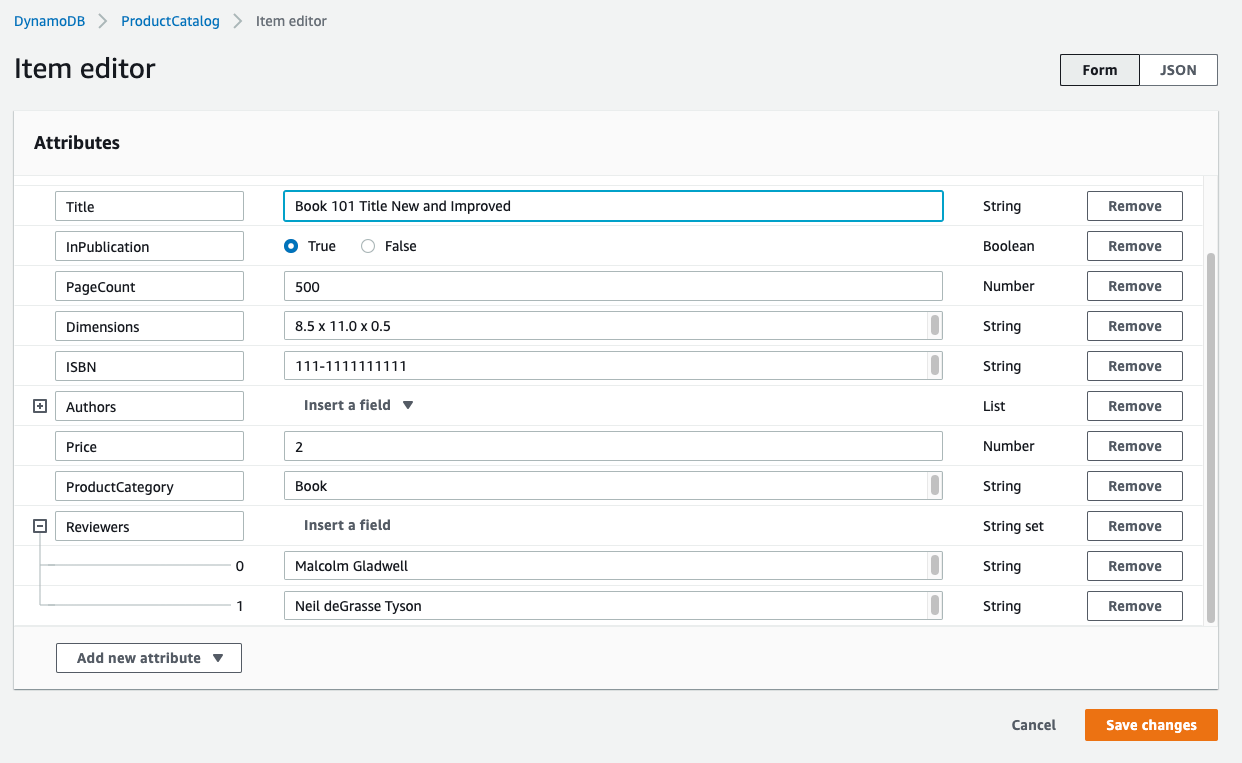 DynamoDB > ProductCatalog > Item editor
Item editor
Form JSON
Attributes
Title Book 101 Title New and Improved String Remove
InPublication True False Boolean Remove
PageCount 500 Number Remove
Dimensions 8.5 x 11.0 x 0.5 String Remove
ISBN 111-1111111111 String Remove
Authors Insert a field List Remove
Price 2 Number Remove
ProductCategory Book String Remove
Reviewers Insert a field String set Remove
0 Malcolm Gladwell String Remove
1 Neil deGrasse Tyson String Remove
Add new attribute
Cancel Save changes